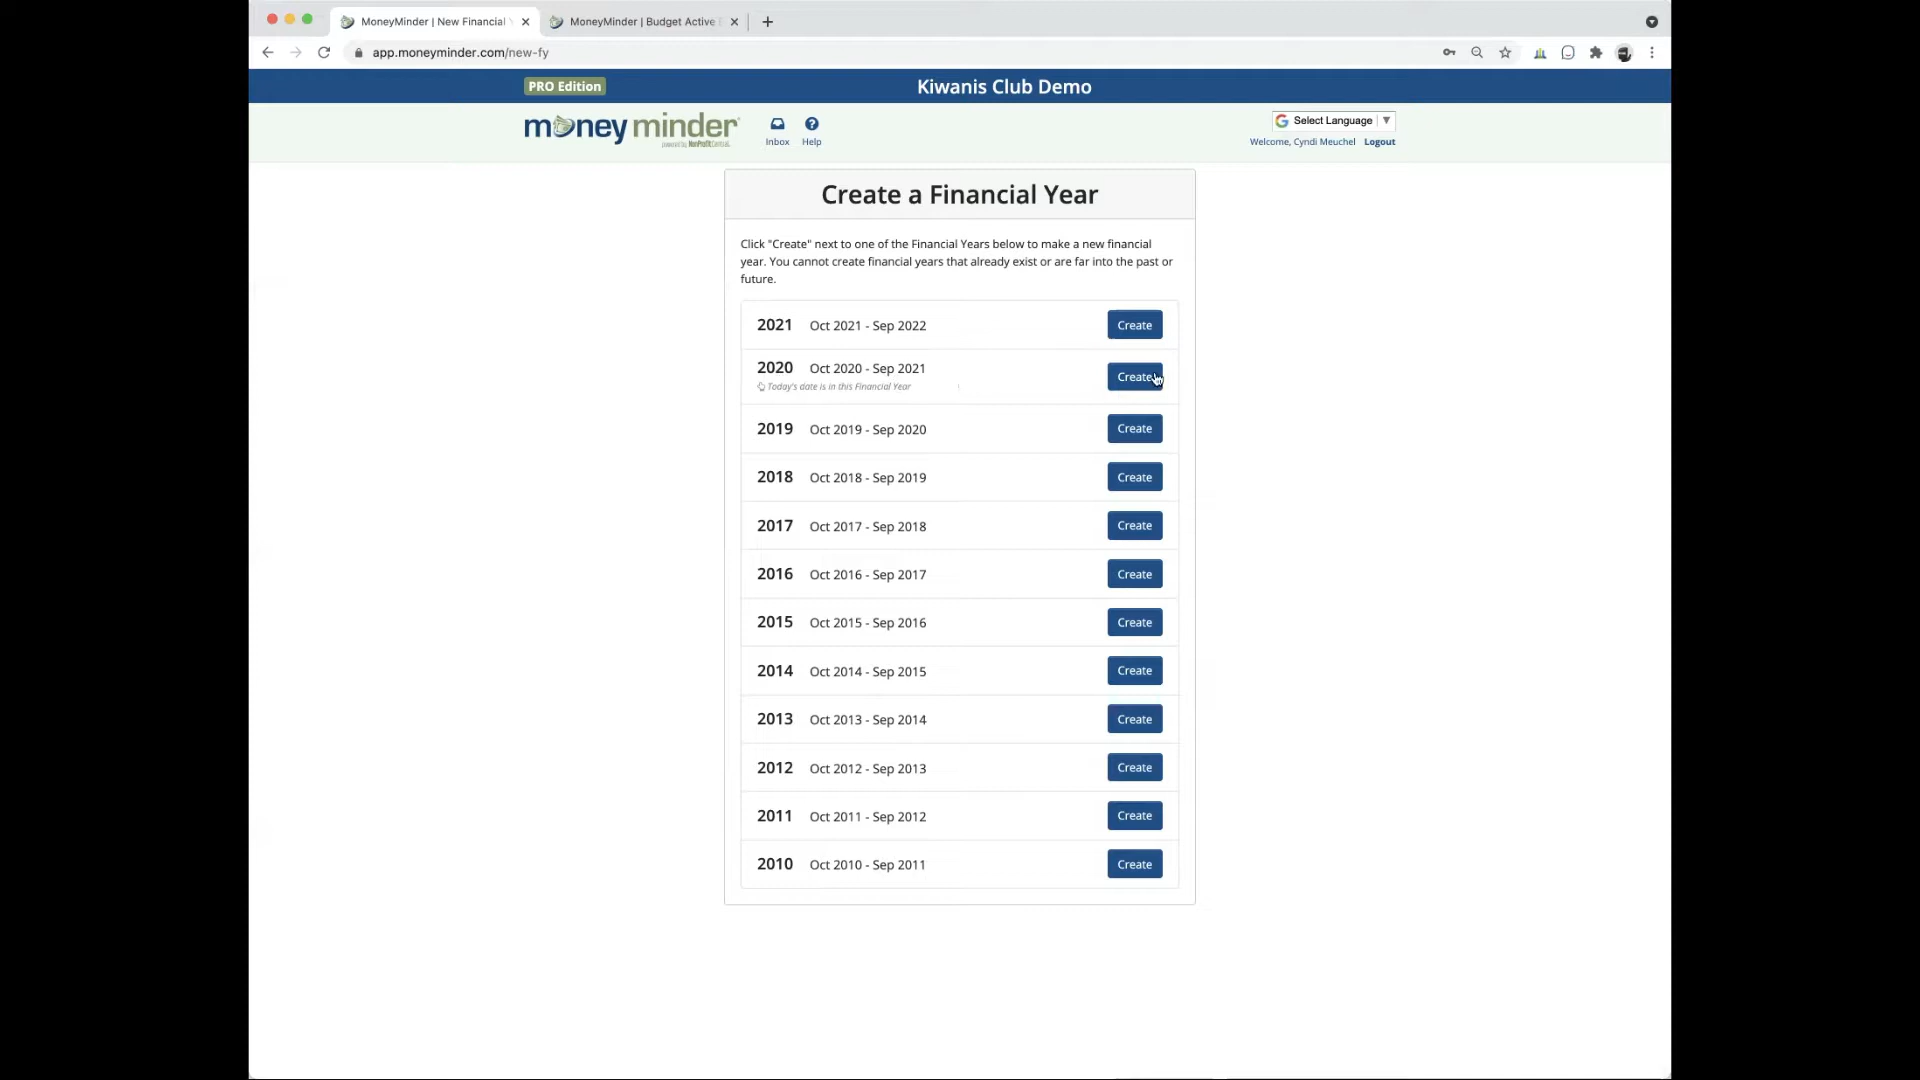 MoneyMinder | New Financial Y
MoneyMinder | Budget Active B
app.moneyminder.com/new-fy
PRO Edition
Kiwanis Club Demo
money minder
powered by NonProfit Central
Inbox
Help
Select Language ▼
Welcome, Cyndi Meuchel Logout
Create a Financial Year
Click "Create" next to one of the Financial Years below to make a new financial
year. You cannot create financial years that already exist or are far into the past or
future.
2021 Oct 2021 - Sep 2022 Create
2020 Oct 2020 - Sep 2021 Create
Today's date is in this Financial Year
2019 Oct 2019 - Sep 2020 Create
2018 Oct 2018 - Sep 2019 Create
2017 Oct 2017 - Sep 2018 Create
2016 Oct 2016 - Sep 2017 Create
2015 Oct 2015 - Sep 2016 Create
2014 Oct 2014 - Sep 2015 Create
2013 Oct 2013 - Sep 2014 Create
2012 Oct 2012 - Sep 2013 Create
2011 Oct 2011 - Sep 2012 Create
2010 Oct 2010 - Sep 2011 Create